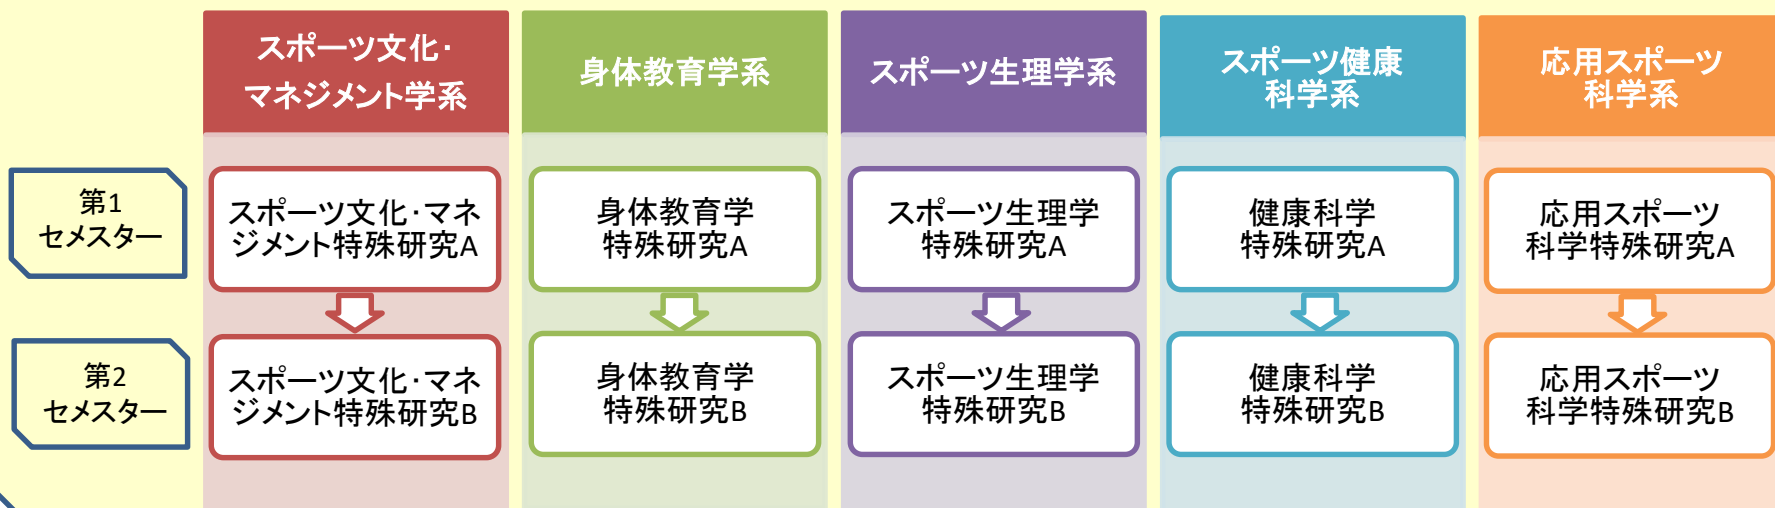 スポーツ文化・
マネジメント学系
身体教育学系
スポーツ生理学系
スポーツ健康
科学系
応用スポーツ
科学系
第1
セメスター
スポーツ文化・マネ
ジメント特殊研究A
身体教育学
特殊研究A
スポーツ生理学
特殊研究A
健康科学
特殊研究A
応用スポーツ
科学特殊研究A
第2
セメスター
スポーツ文化・マネ
ジメント特殊研究B
身体教育学
特殊研究B
スポーツ生理学
特殊研究B
健康科学
特殊研究B
応用スポーツ
科学特殊研究B